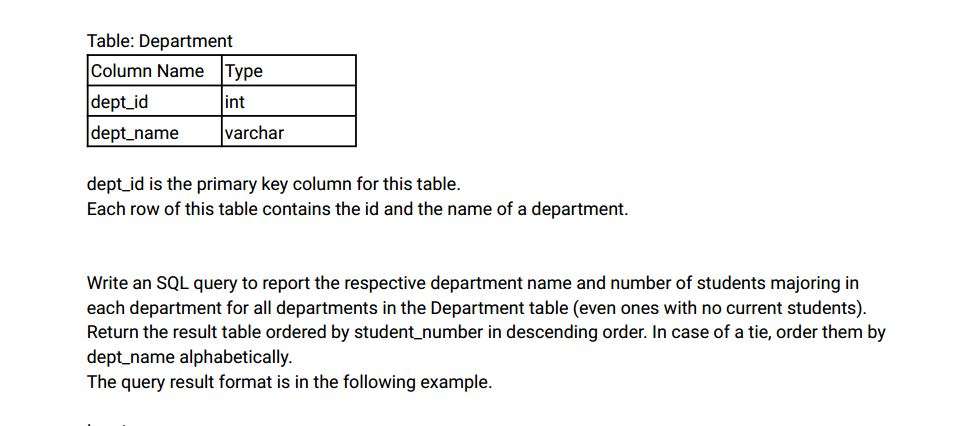 Table: Department
Column Name Type
dept_id int
dept_name varchar
dept_id is the primary key column for this table.
Each row of this table contains the id and the name of a department.
Write an SQL query to report the respective department name and number of students majoring in
each department for all departments in the Department table (even ones with no current students).
Return the result table ordered by student_number in descending order. In case of a tie, order them by
dept_name alphabetically.
The query result format is in the following example.